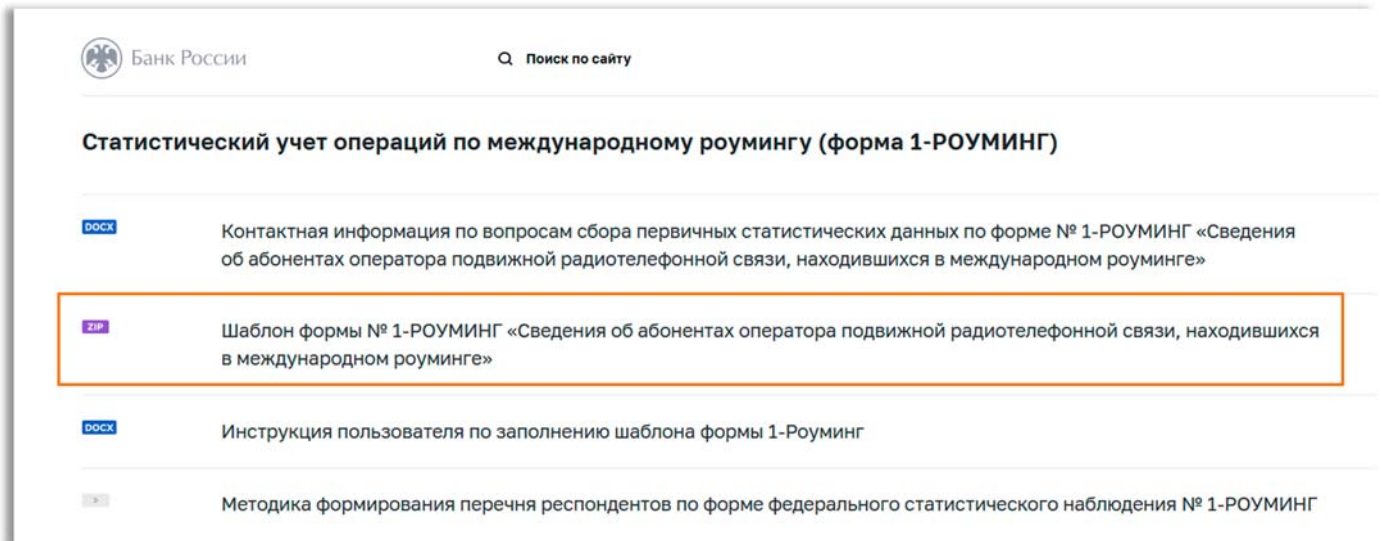 Банк России
Поиск по сайту
Статистический учет операций по международному роумингу (форма 1-РОУМИНГ)
DOCX
Контактная информация по вопросам сбора первичных статистических данных по форме № 1-РОУМИНГ «Сведения
об абонентах оператора подвижной радиотелефонной связи, находившихся в международном роуминге»
ZIP
Шаблон формы № 1-РОУМИНГ «Сведения об абонентах оператора подвижной радиотелефонной связи, находившихся
в международном роуминге»
DOCX
Инструкция пользователя по заполнению шаблона формы 1-Роуминг
>
Методика формирования перечня респондентов по форме федерального статистического наблюдения № 1-РОУМИНГ